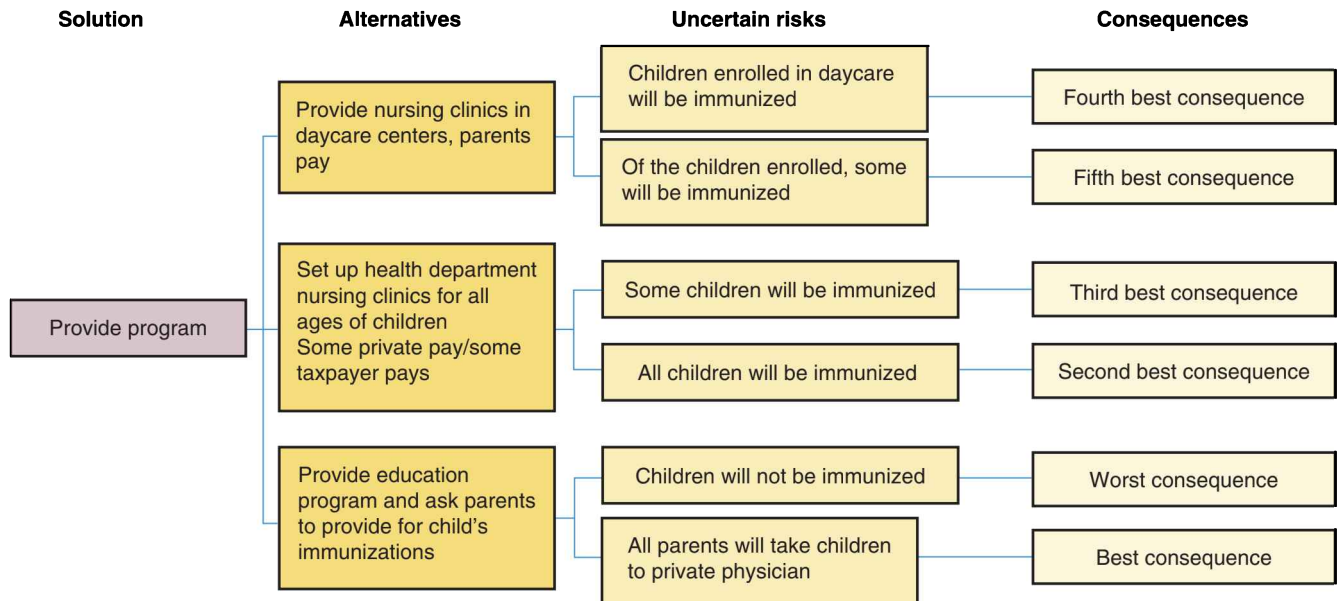 Solution
Alternatives
Uncertain risks
Consequences
Provide program
Provide nursing clinics in
daycare centers, parents
pay
Children enrolled in daycare
will be immunized
Fourth best consequence
Of the children enrolled, some
will be immunized
Fifth best consequence
Set up health department
nursing clinics for all
ages of children
Some private pay/some
taxpayer pays
Some children will be immunized
Third best consequence
All children will be immunized
Second best consequence
Provide education
program and ask parents
to provide for child’s
immunizations
Children will not be immunized
Worst consequence
All parents will take children
to private physician
Best consequence